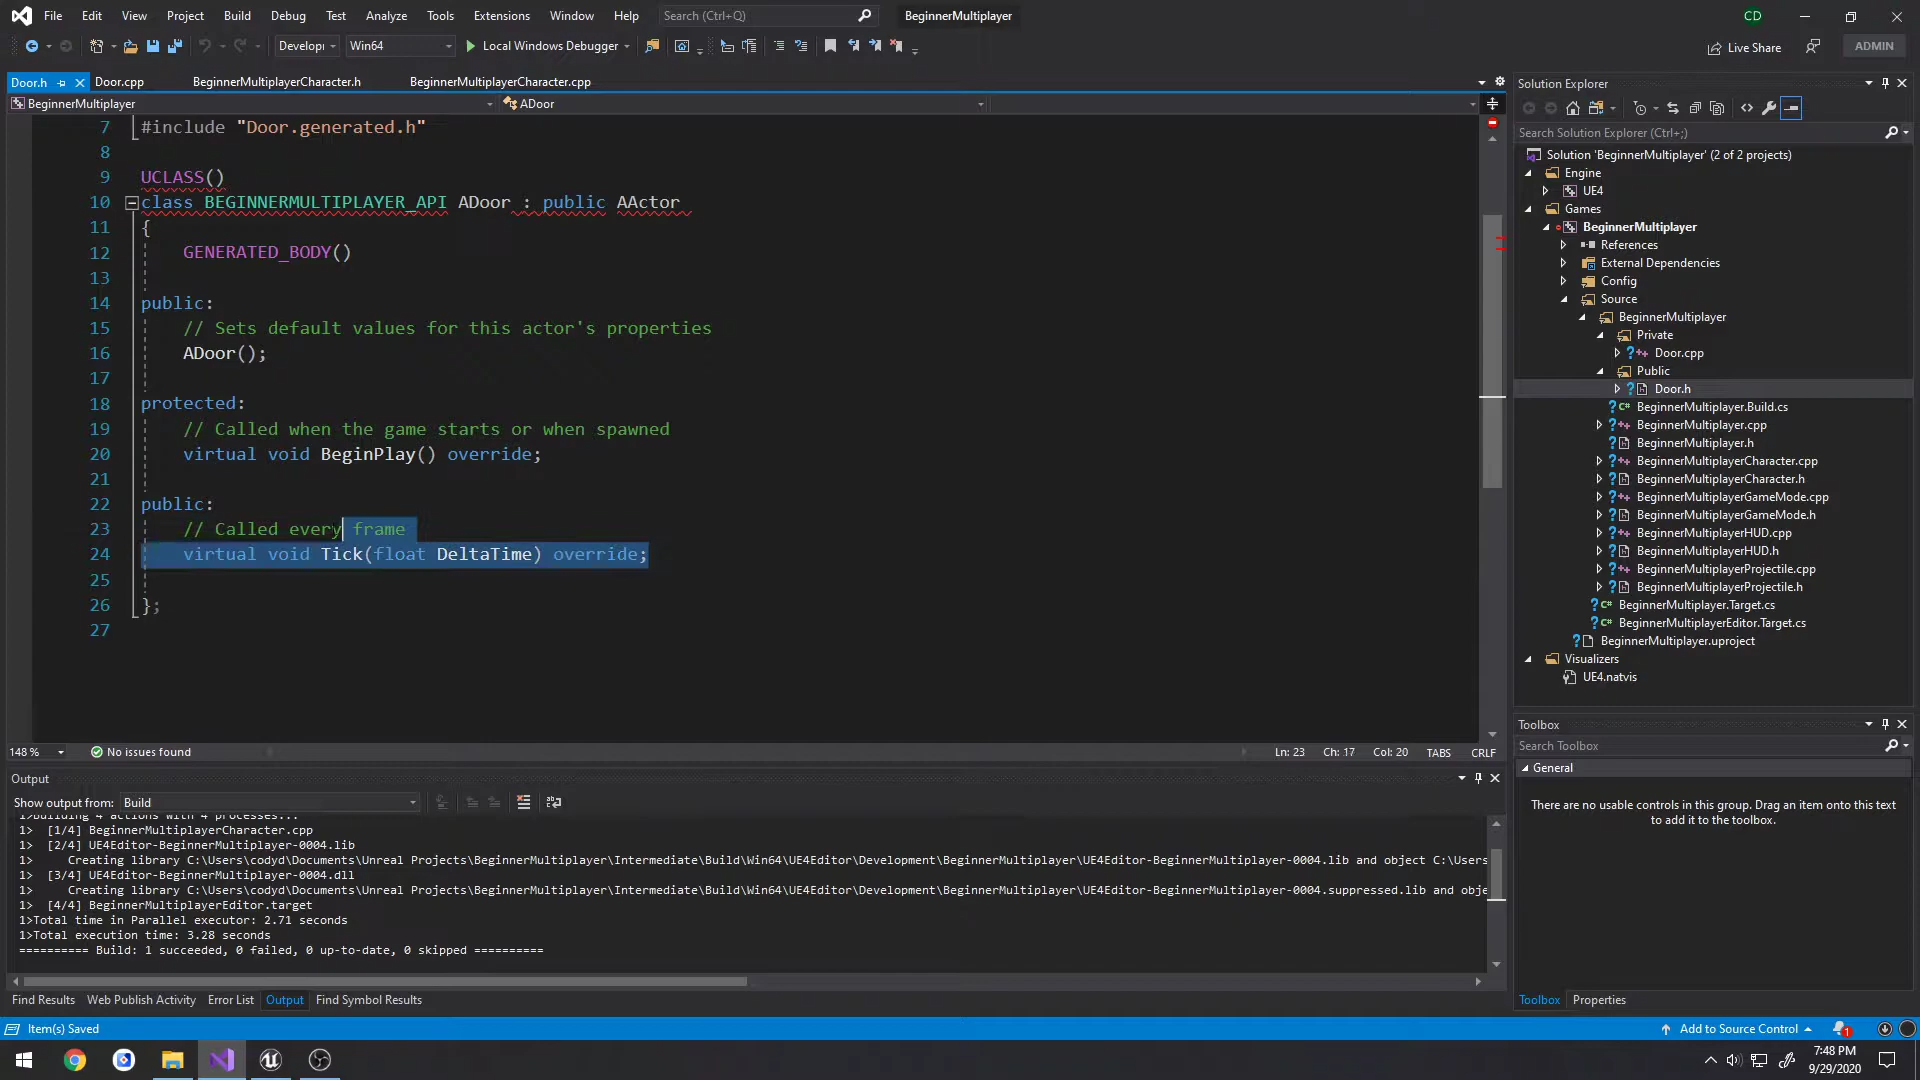 File Edit View Project Build Debug Test Analyze Tools Extensions Window Help Search (Ctrl+Q) BeginnerMultiplayer CD
Develop Win64 Local Windows Debugger Live Share ADMIN
Door.h Door.cpp BeginnerMultiplayerCharacter.h BeginnerMultiplayerCharacter.cpp
BeginnerMultiplayer ADoor
7 #include "Door.generated.h"
8
9 UCLASS()
10 class BEGINNERMULTIPLAYER_API ADoor : public AActor
11 {
12 GENERATED_BODY()
13
14 public:
15 // Sets default values for this actor's properties
16 ADoor();
17
18 protected:
19 // Called when the game starts or when spawned
20 virtual void BeginPlay() override;
21
22 public:
23 // Called every frame
24 virtual void Tick(float DeltaTime) override;
25
26 };
27
148 % No issues found Ln: 23 Ch: 17 Col: 20 TABS CRLF
Output
Show output from: Build
1>Building 4 actions with 4 processes...
1> [1/4] BeginnerMultiplayerCharacter.cpp
1> [2/4] UE4Editor-BeginnerMultiplayer-0004.lib
1> Creating library C:\Users\codyd\Documents\Unreal Projects\BeginnerMultiplayer\Intermediate\Build\Win64\UE4Editor\Development\BeginnerMultiplayer\UE4Editor-BeginnerMultiplayer-0004.lib and object C:\Users
1> [3/4] UE4Editor-BeginnerMultiplayer-0004.dll
1> Creating library C:\Users\codyd\Documents\Unreal Projects\BeginnerMultiplayer\Intermediate\Build\Win64\UE4Editor\Development\BeginnerMultiplayer\UE4Editor-BeginnerMultiplayer-0004.suppressed.lib and obje
1> [4/4] BeginnerMultiplayerEditor.target
1>Total time in Parallel executor: 2.71 seconds
1>Total execution time: 3.28 seconds
========== Build: 1 succeeded, 0 failed, 0 up-to-date, 0 skipped ==========
Find Results Web Publish Activity Error List Output Find Symbol Results
Solution Explorer
Search Solution Explorer (Ctrl+;)
Solution 'BeginnerMultiplayer' (2 of 2 projects)
Engine
UE4
Games
BeginnerMultiplayer
References
External Dependencies
Config
Source
BeginnerMultiplayer
Private
Door.cpp
Public
Door.h
BeginnerMultiplayer.Build.cs
BeginnerMultiplayer.cpp
BeginnerMultiplayer.h
BeginnerMultiplayerCharacter.cpp
BeginnerMultiplayerCharacter.h
BeginnerMultiplayerGameMode.cpp
BeginnerMultiplayerGameMode.h
BeginnerMultiplayerHUD.cpp
BeginnerMultiplayerHUD.h
BeginnerMultiplayerProjectile.cpp
BeginnerMultiplayerProjectile.h
BeginnerMultiplayer.Target.cs
BeginnerMultiplayerEditor.Target.cs
BeginnerMultiplayer.uproject
Visualizers
UE4.natvis
Toolbox
Search Toolbox
General
There are no usable controls in this group. Drag an item onto this text
to add it to the toolbox.
Toolbox Properties
Item(s) Saved Add to Source Control 1
7:48 PM
9/29/2020